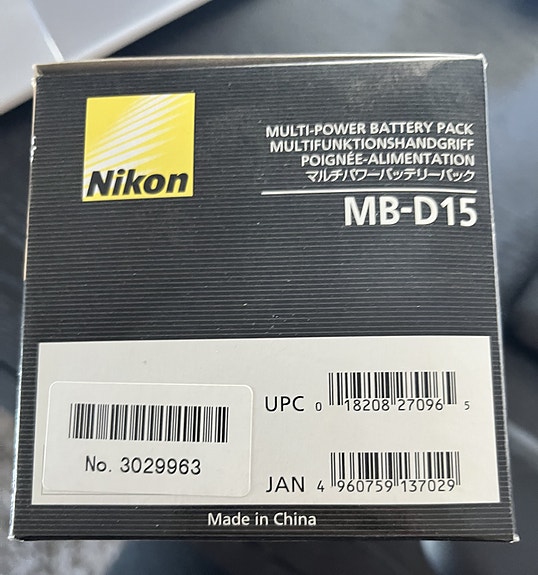 Nikon
MULTI-POWER BATTERY PACK
MULTIFUNKTIONSHANDGRIFF
POIGNÉE-ALIMENTATION
マルチパワーバッテリーパック
MB-D15
UPC 0 18208 27096 5
No. 3029963
JAN 4 960759 137029
Made in China